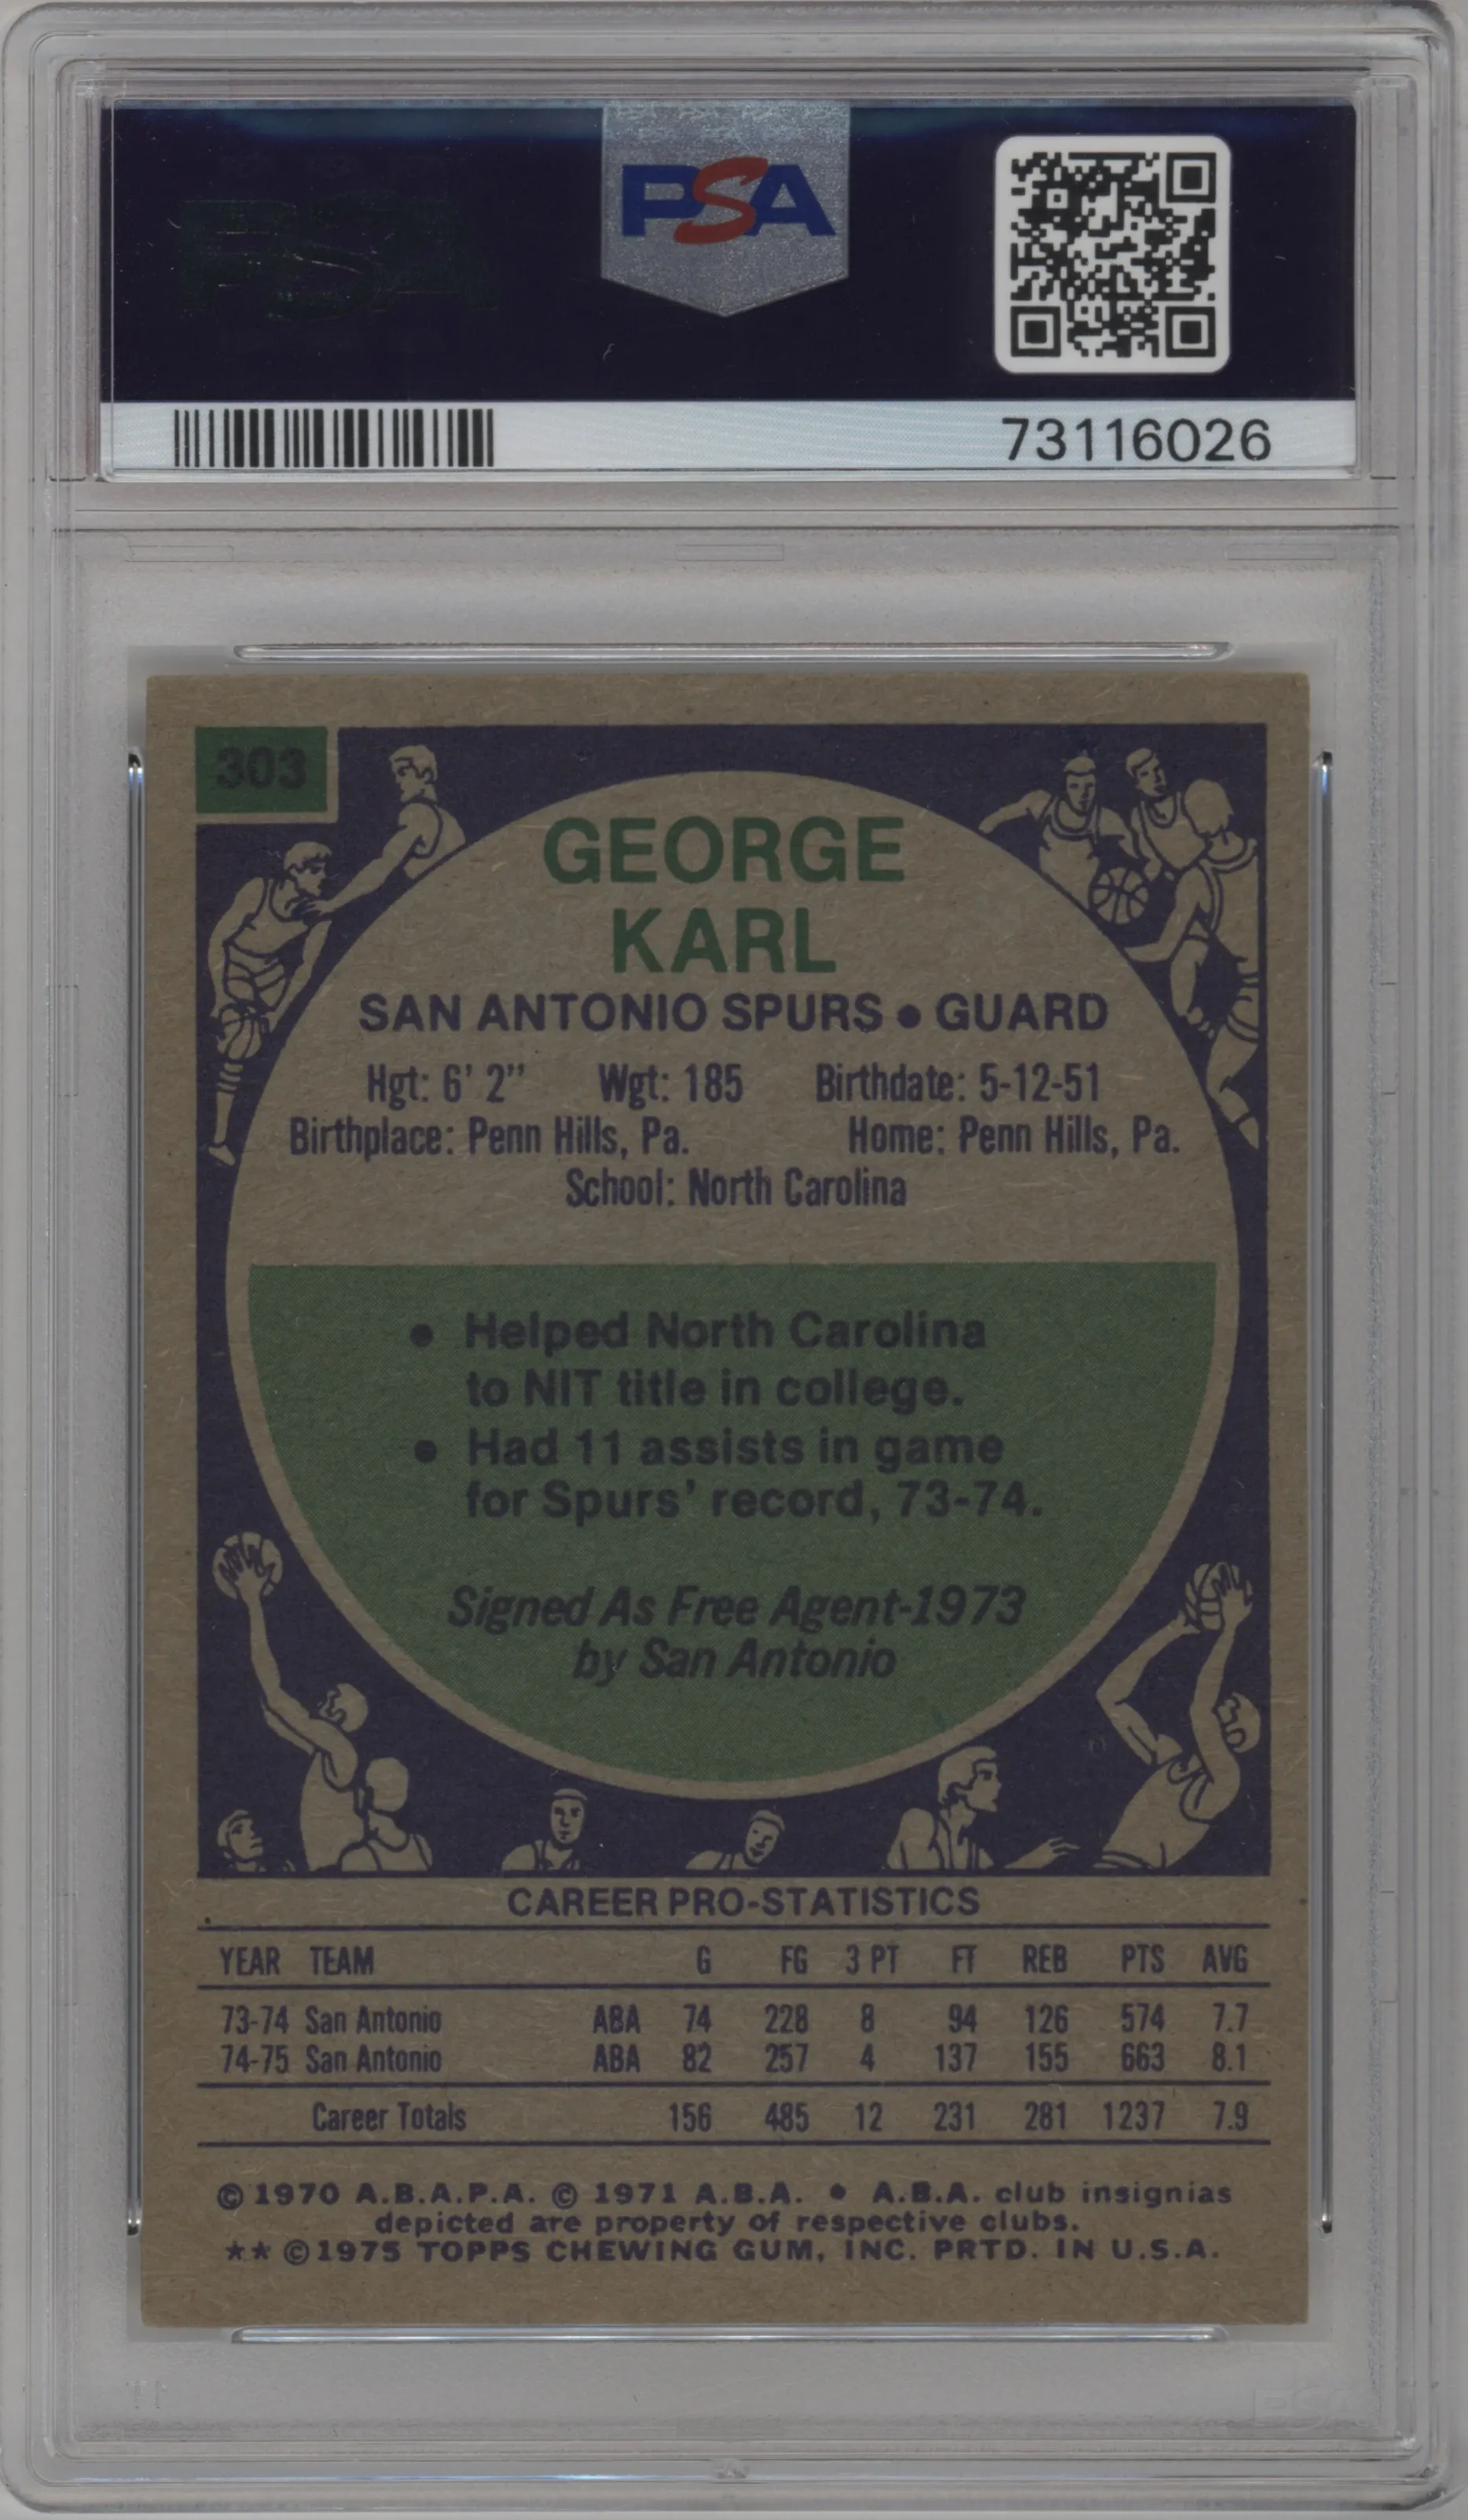 PSA
73116026
303
GEORGE
KARL
SAN ANTONIO SPURS • GUARD
Hgt: 6' 2" Wgt: 185 Birthdate: 5-12-51
Birthplace: Penn Hills, Pa. Home: Penn Hills, Pa.
School: North Carolina
• Helped North Carolina
to NIT title in college.
• Had 11 assists in game
for Spurs' record, 73-74.
Signed As Free Agent-1973
by San Antonio
CAREER PRO-STATISTICS
YEAR TEAM G FG 3 PT FT REB PTS AVG
73-74 San Antonio ABA 74 228 8 94 126 574 7.7
74-75 San Antonio ABA 82 257 4 137 155 663 8.1
Career Totals 156 485 12 231 281 1237 7.9
© 1970 A.B.A.P.A. © 1971 A.B.A. • A.B.A. club insignias
depicted are property of respective clubs.
** © 1975 TOPPS CHEWING GUM, INC. PRTD. IN U.S.A.
PSA